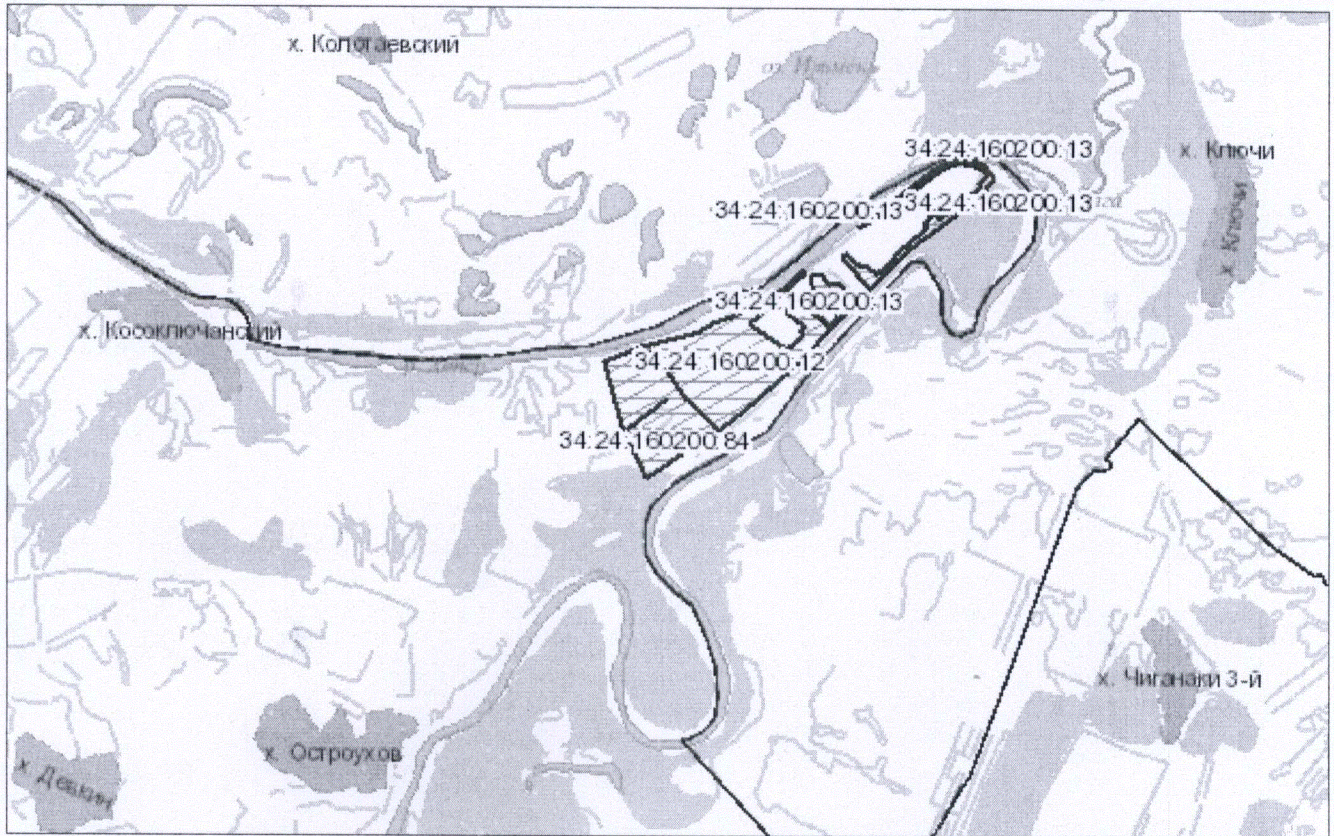 х. Колотаевский
34:24:160200:13
х. Ключи
34:24:160200:13
34:24:160200:13
х. Ключи
34:24:160200:13
х. Косоключанский
34:24:160200:12
34:24:160200:84
х. Чиганаки 3-й
х. Остроухов
х. Девкин